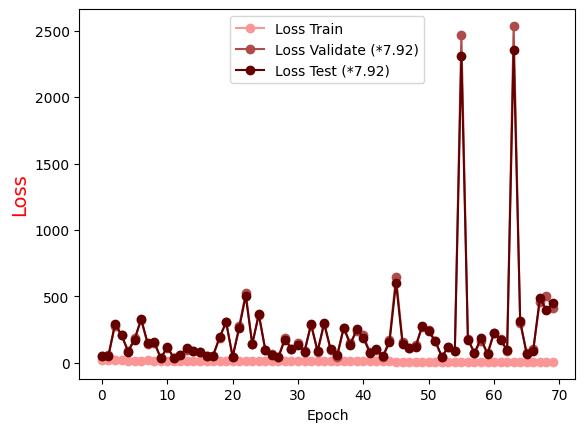 Loss Train
Loss Validate (*7.92)
Loss Test (*7.92)
2500
2000
1500
1000
500
0
Loss
0 10 20 30 40 50 60 70
Epoch